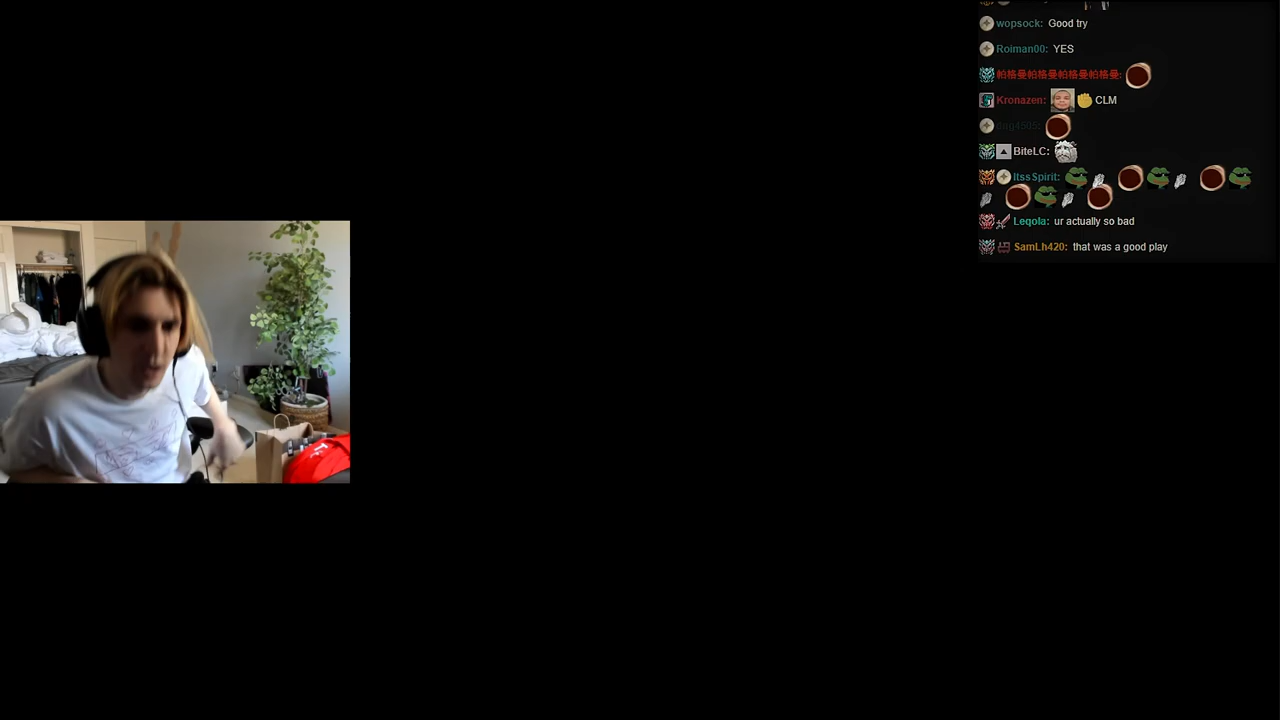 wopsock: Good try
Roiman00: YES
帕格曼帕格曼帕格曼帕格曼:
Kronazen: CLM
BiteLC:
ItssSpirit:
Leqola: ur actually so bad
SamLh420: that was a good play